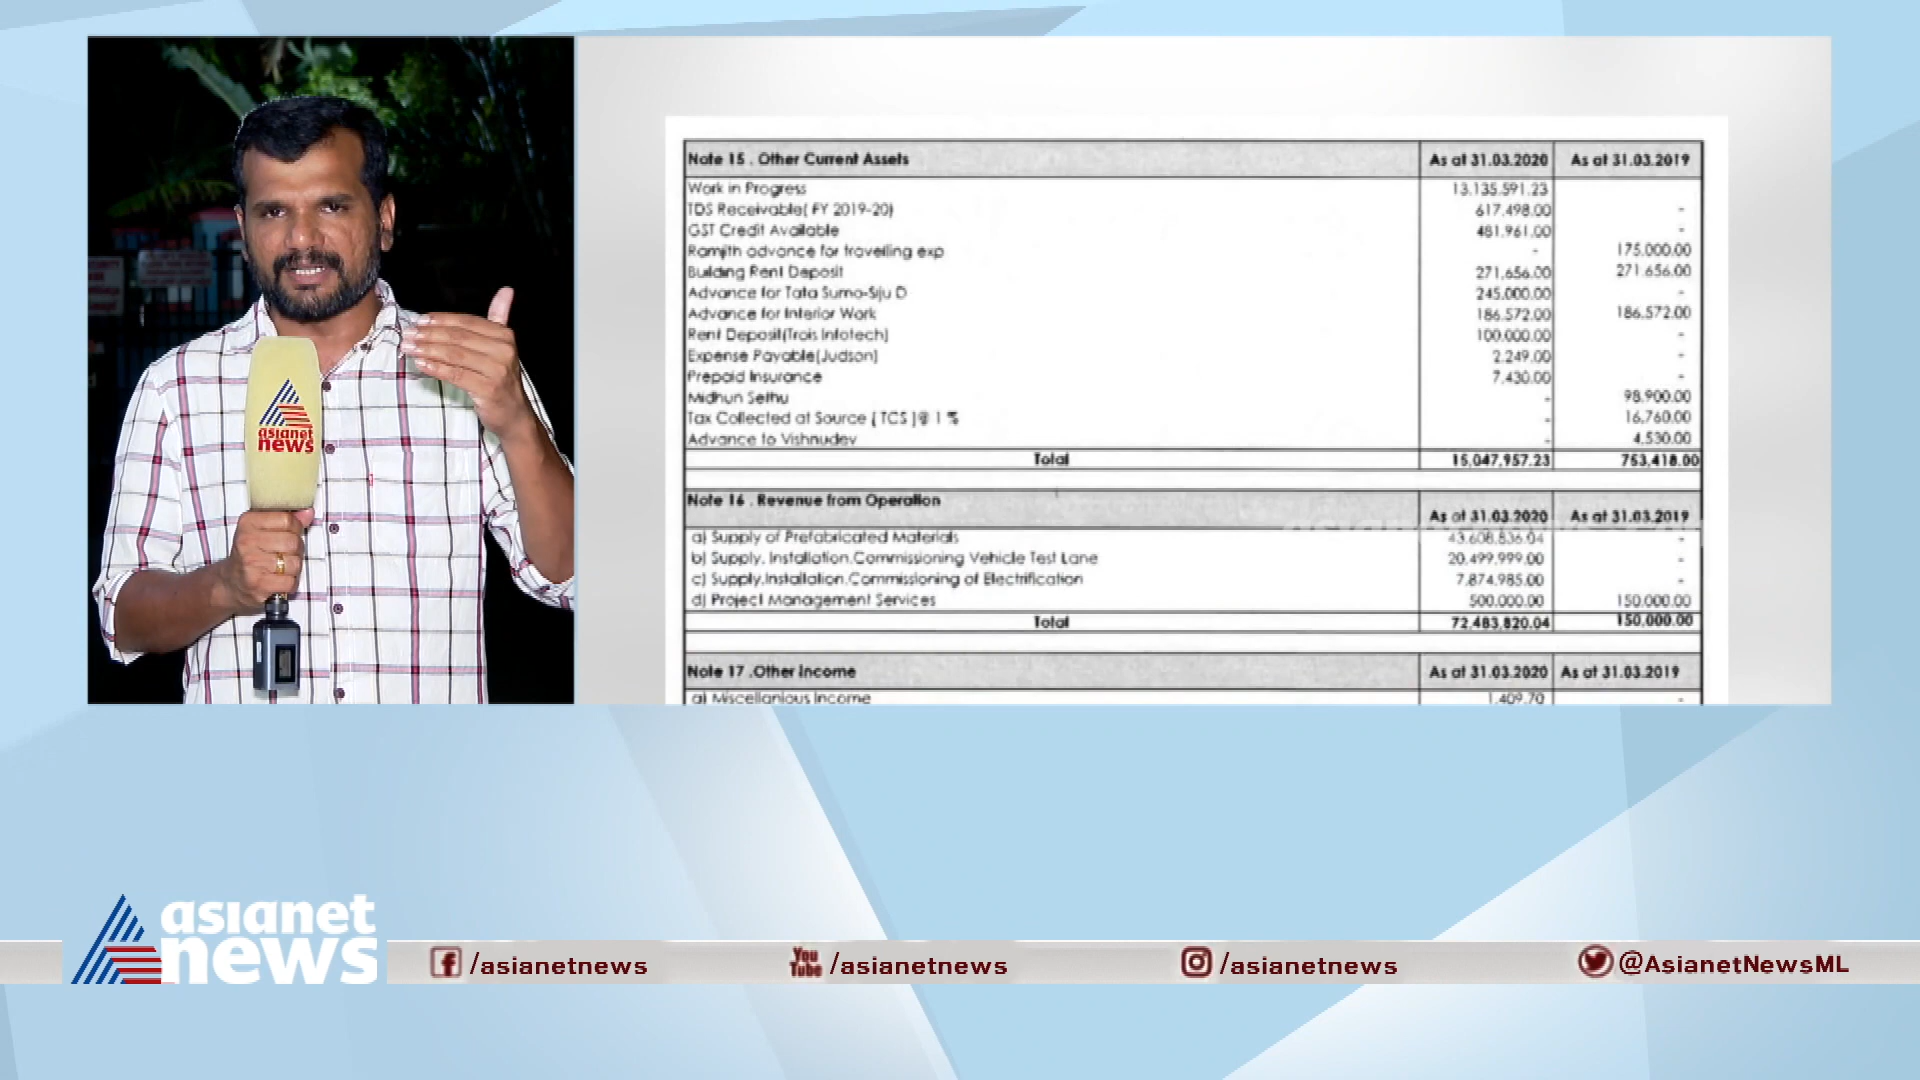 asianet
news
Note 15 . Other Current Assets As at 31.03.2020 As at 31.03.2019
Work in Progress 13,135,591.23
TDS Receivable( FY 2019-20) 617,498.00 -
GST Credit Available 481,961.00 -
Ramjith advance for travelling exp - 175,000.00
Building Rent Deposit 271,656.00 271,656.00
Advance for Tata Sumo-Siju D 245,000.00 -
Advance for Interior Work 186,572.00 186,572.00
Rent Deposit(Trois Infotech) 100,000.00 -
Expense Payable(Judson) 2,249.00 -
Prepaid Insurance 7,430.00 -
Midhun Sethu - 98,900.00
Tax Collected at Source ( TCS )@ 1 % - 16,760.00
Advance to Vishnudev - 4,530.00
Total 15,047,957.23 753,418.00
Note 16 . Revenue from Operation As at 31.03.2020 As at 31.03.2019
a) Supply of Prefabricated Materials 43,608,836.04 -
b) Supply, Installation,Commissioning Vehicle Test Lane 20,499,999.00 -
c) Supply,Installation,Commissioning of Electrification 7,874,985.00 -
d) Project Management Services 500,000.00 150,000.00
Total 72,483,820.04 150,000.00
Note 17 .Other Income As at 31.03.2020 As at 31.03.2019
a) Miscellanious Income 1,409.70 -
asianet
news
/asianetnews
You
Tube /asianetnews
/asianetnews
@AsianetNewsML